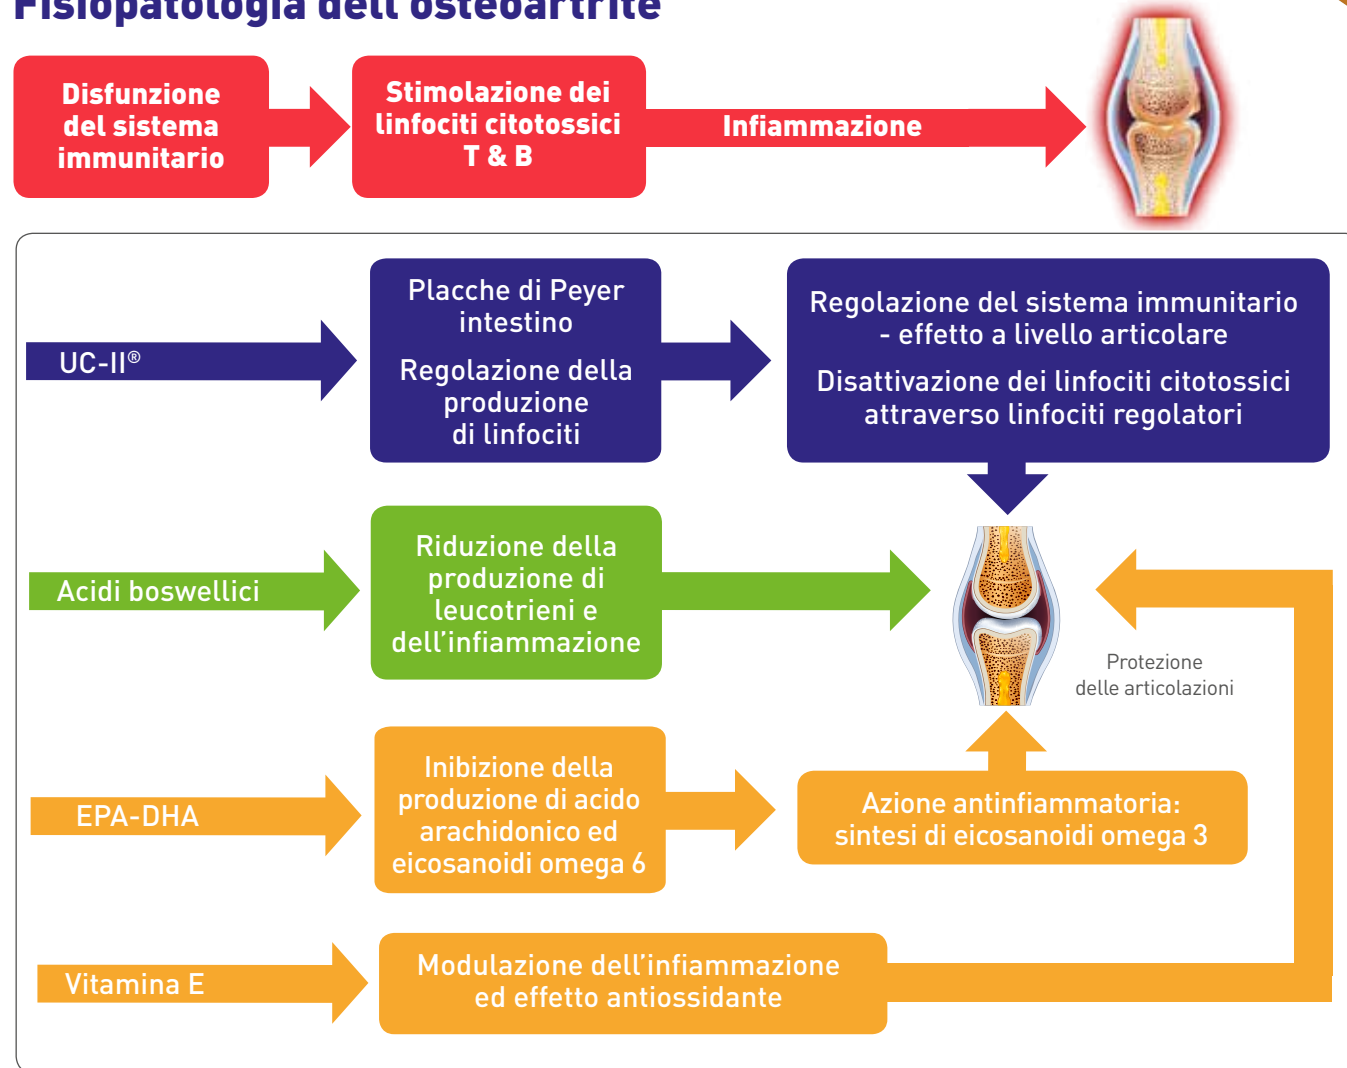 Fisiopatologia dell'osteoartrite
Disfunzione
del sistema
immunitario
Stimolazione dei
linfociti citotossici
T & B
Infiammazione
UC-II®
Placche di Peyer
intestino
Regolazione della
produzione
di linfociti
Regolazione del sistema immunitario
- effetto a livello articolare
Disattivazione dei linfociti citotossici
attraverso linfociti regolatori
Acidi boswellici
Riduzione della
produzione di
leucotrieni e
dell'infiammazione
Protezione
delle articolazioni
EPA-DHA
Inibizione della
produzione di acido
arachidonico ed
eicosanoidi omega 6
Azione antinfiammatoria:
sintesi di eicosanoidi omega 3
Vitamina E
Modulazione dell'infiammazione
ed effetto antiossidante